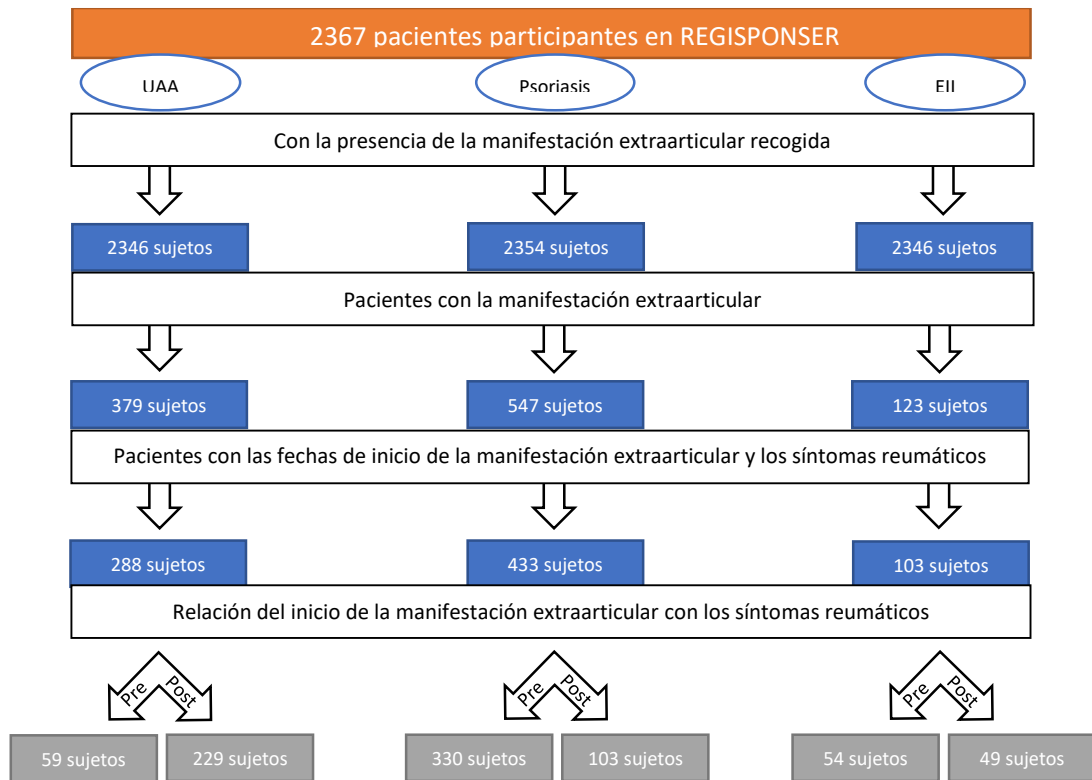 2367 pacientes participantes en REGISPONSER
UAA Psoriasis EII
Con la presencia de la manifestación extraarticular recogida
2346 sujetos 2354 sujetos 2346 sujetos
Pacientes con la manifestación extraarticular
379 sujetos 547 sujetos 123 sujetos
Pacientes con las fechas de inicio de la manifestación extraarticular y los síntomas reumáticos
288 sujetos 433 sujetos 103 sujetos
Relación del inicio de la manifestación extraarticular con los síntomas reumáticos
Pre Post Pre Post Pre Post
59 sujetos 229 sujetos 330 sujetos 103 sujetos 54 sujetos 49 sujetos